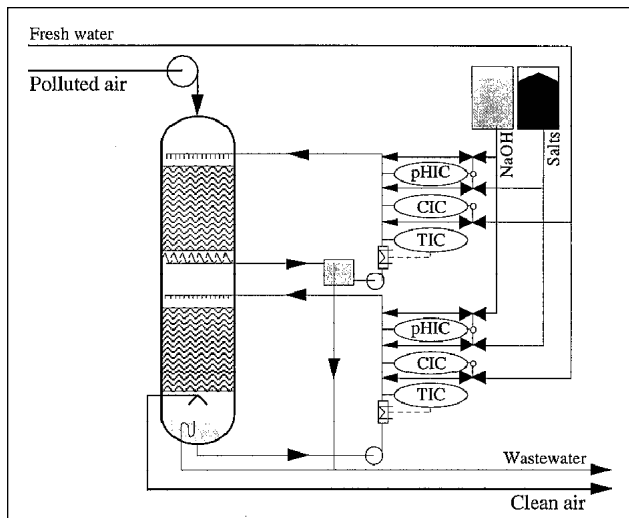 Fresh water
Polluted air
NaOH
Salts
pHIC
CIC
TIC
pHIC
CIC
TIC
Wastewater
Clean air